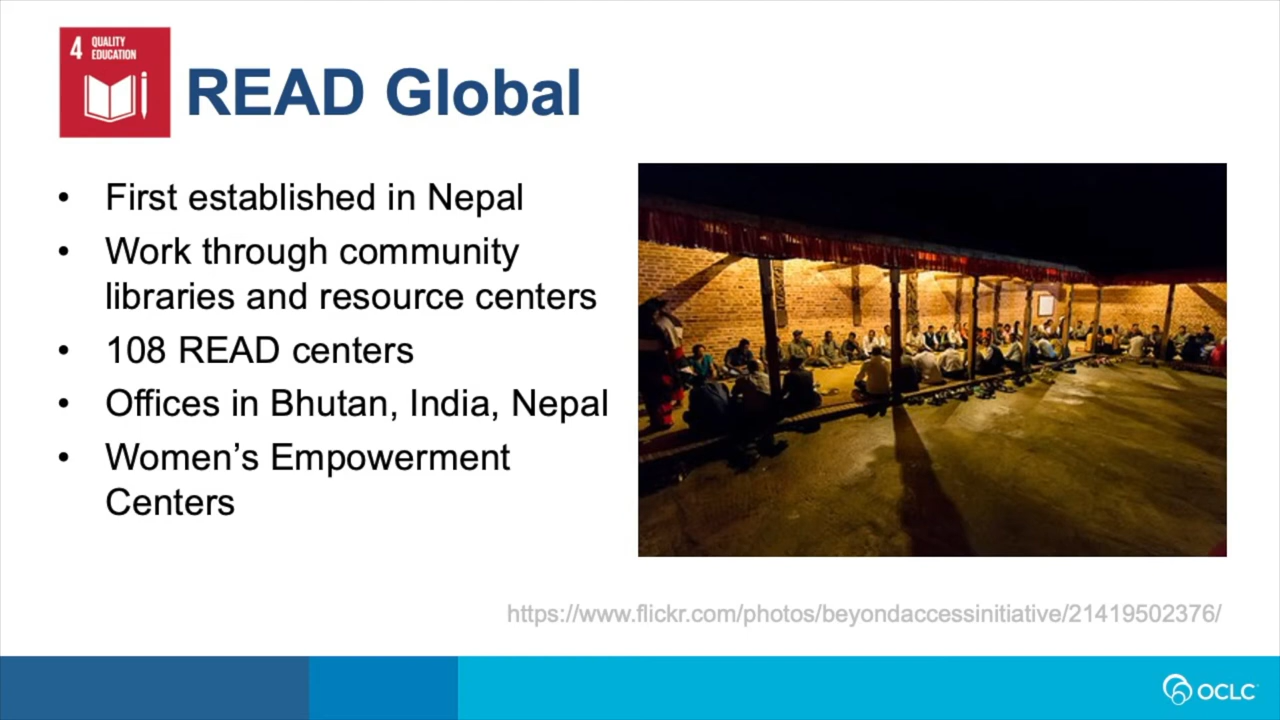 4 QUALITY
EDUCATION
READ Global
• First established in Nepal
• Work through community
libraries and resource centers
• 108 READ centers
• Offices in Bhutan, India, Nepal
• Women’s Empowerment
Centers
https://www.flickr.com/photos/beyondaccessinitiative/21419502376/
OCLC